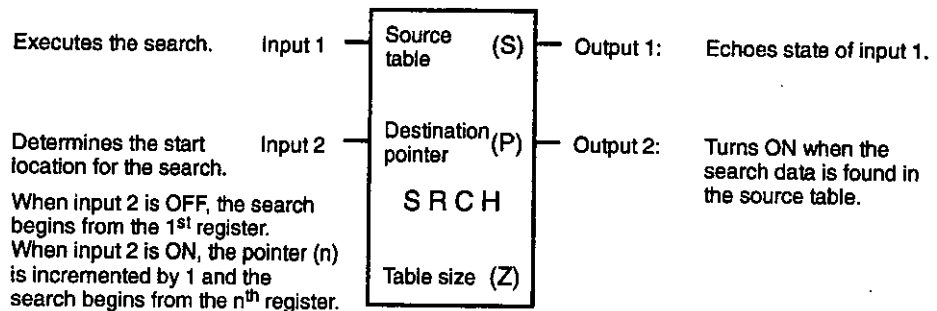 Executes the search. Input 1 Source table (S) Output 1: Echoes state of input 1.
Determines the start location for the search. Input 2 Destination pointer (P) Output 2: Turns ON when the search data is found in the source table.
When input 2 is OFF, the search
begins from the 1st register.
When input 2 is ON, the pointer (n)
is incremented by 1 and the
search begins from the nth register.
SRCH
Table size (Z)